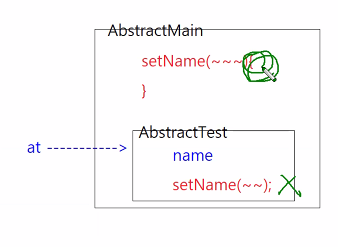 AbstractMain
setName(~~~){
}
AbstractTest
at ----------->
name
setName(~~);